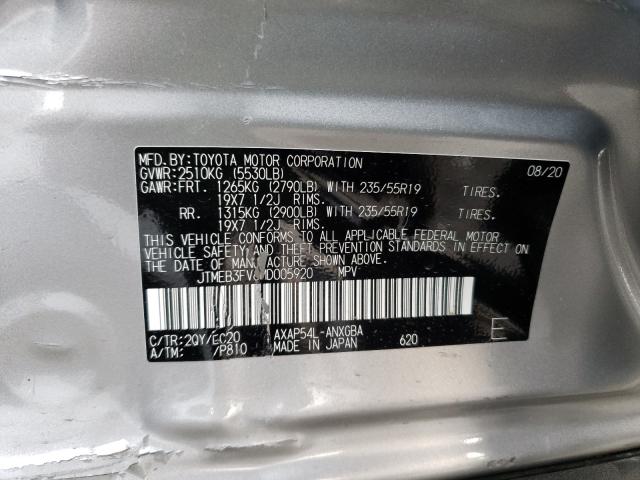 MFD.BY:TOYOTA MOTOR CORPORATION 08/20
GVWR:2510KG (5530LB)
GAWR:FRT. 1265KG (2790LB) WITH 235/55R19 TIRES.
19X7 1/2J RIMS.
RR. 1315KG (2900LB) WITH 235/55R19 TIRES.
19X7 1/2J RIMS.
THIS VEHICLE CONFORMS TO ALL APPLICABLE FEDERAL MOTOR
VEHICLE SAFETY AND THEFT PREVENTION STANDARDS IN EFFECT ON
THE DATE OF MANUFACTURE SHOWN ABOVE.
MPV
C/TR:2QY/EC20 AXAP54L-ANXGBA 620 E
A/TM: /P810 MADE IN JAPAN